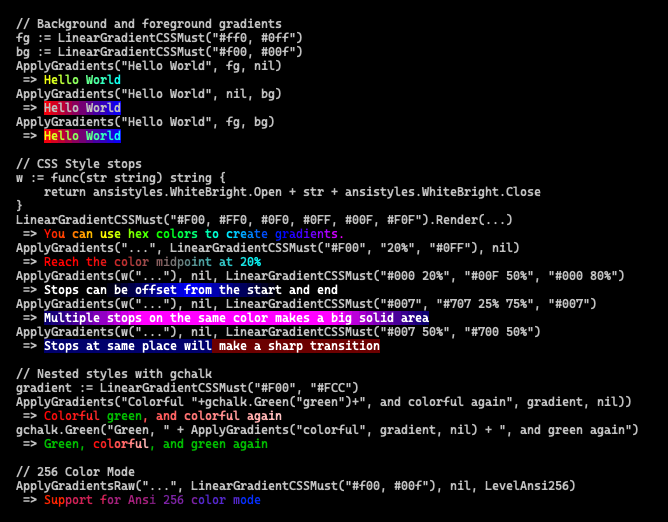 // Background and foreground gradients
fg := LinearGradientCSSMust("#ff0, #0ff")
bg := LinearGradientCSSMust("#f00, #00f")
ApplyGradients("Hello World", fg, nil)
 => Hello World
ApplyGradients("Hello World", nil, bg)
 => Hello World
ApplyGradients("Hello World", fg, bg)
 => Hello World

// CSS Style stops
w := func(str string) string {
    return ansistyles.WhiteBright.Open + str + ansistyles.WhiteBright.Close
}
LinearGradientCSSMust("#F00, #FF0, #0F0, #0FF, #00F, #F0F").Render(...)
 => You can use hex colors to create gradients.
ApplyGradients("...", LinearGradientCSSMust("#F00", "20%", "#0FF"), nil)
 => Reach the color midpoint at 20%
ApplyGradients(w("..."), nil, LinearGradientCSSMust("#000 20%", "#00F 50%", "#000 80%")
 => Stops can be offset from the start and end
ApplyGradients(w("..."), nil, LinearGradientCSSMust("#007", "#707 25% 75%", "#007")
 => Multiple stops on the same color makes a big solid area
ApplyGradients(w("..."), nil, LinearGradientCSSMust("#007 50%", "#700 50%")
 => Stops at same place will make a sharp transition

// Nested styles with gchalk
gradient := LinearGradientCSSMust("#F00", "#FCC")
ApplyGradients("Colorful "+gchalk.Green("green")+", and colorful again", gradient, nil))
 => Colorful green, and colorful again
gchalk.Green("Green, " + ApplyGradients("colorful", gradient, nil) + ", and green again")
 => Green, colorful, and green again

// 256 Color Mode
ApplyGradientsRaw("...", LinearGradientCSSMust("#f00, #00f"), nil, LevelAnsi256)
 => Support for Ansi 256 color mode